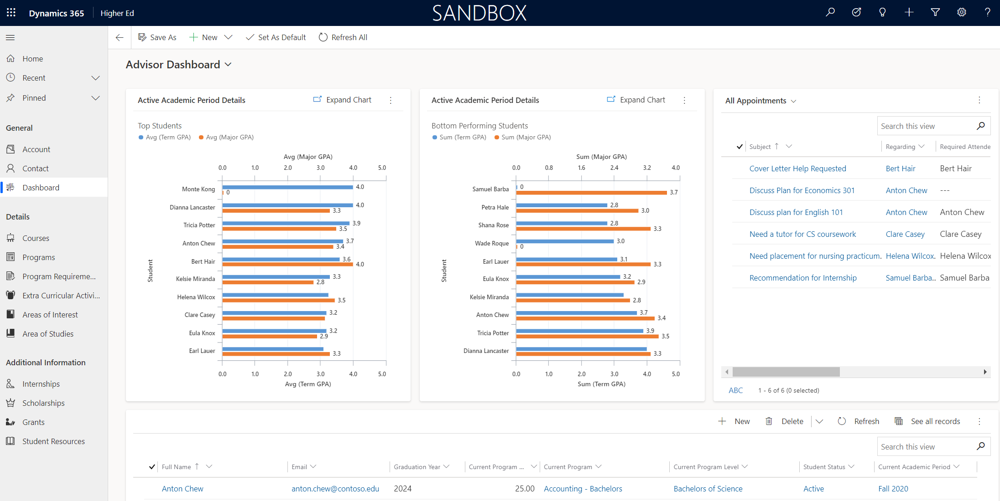 Dynamics 365 Higher Ed SANDBOX
Save As New Set As Default Refresh All
Home
Recent
Pinned
General
Account
Contact
Dashboard
Details
Courses
Programs
Program Requireme...
Extra Curricular Activi...
Areas of Interest
Area of Studies
Additional Information
Internships
Scholarships
Grants
Student Resources
Advisor Dashboard
Active Academic Period Details Expand Chart
Top Students
Avg (Term GPA) Avg (Major GPA)
Avg (Major GPA)
0.0 1.0 2.0 3.0 4.0 5.0
Student
Monte Kong 4.0 0
Dianna Lancaster 4.0 3.3
Tricia Potter 3.9 3.5
Anton Chew 3.7 3.4
Bert Hair 3.6 4.0
Kelsie Miranda 3.3 2.8
Helena Wilcox 3.5
Clare Casey 3.2
Eula Knox 3.2 2.9
Earl Lauer 3.3
0.0 1.0 2.0 3.0 4.0 5.0
Avg (Term GPA)
Active Academic Period Details Expand Chart
Bottom Performing Students
Sum (Term GPA) Sum (Major GPA)
Sum (Major GPA)
0.0 0.8 1.6 2.4 3.2 4.0
Student
Samuel Barba 0 3.7
Petra Hale 2.8 3.0
Shana Rose 2.8 3.3
Wade Roque 3.0 0
Earl Lauer 3.1 3.3
Eula Knox 3.2 2.9
Kelsie Miranda 2.8
Anton Chew 3.7 3.4
Tricia Potter 3.9 3.5
Dianna Lancaster 3.3
0.0 1.0 2.0 3.0 4.0 5.0
Sum (Term GPA)
All Appointments
Search this view
Subject Regarding Required Attende
Cover Letter Help Requested Bert Hair Bert Hair
Discuss Plan for Economics 301 Anton Chew ---
Discuss plan for English 101 Anton Chew Anton Chew
Need a tutor for CS coursework Clare Casey Clare Casey
Need placement for nursing practicum. Helena Wilcox. Helena Wilcox
Recommendation for Internship Samuel Barba.. Samuel Barba
ABC 1 - 6 of 6 (0 selected)
New Delete Refresh See all records
Search this view
Full Name Email Graduation Year Current Program ... Current Program Current Program Level Student Status Current Academic Period
Anton Chew anton.chew@contoso.edu 2024 25.00 Accounting - Bachelors Bachelors of Science Active Fall 2020